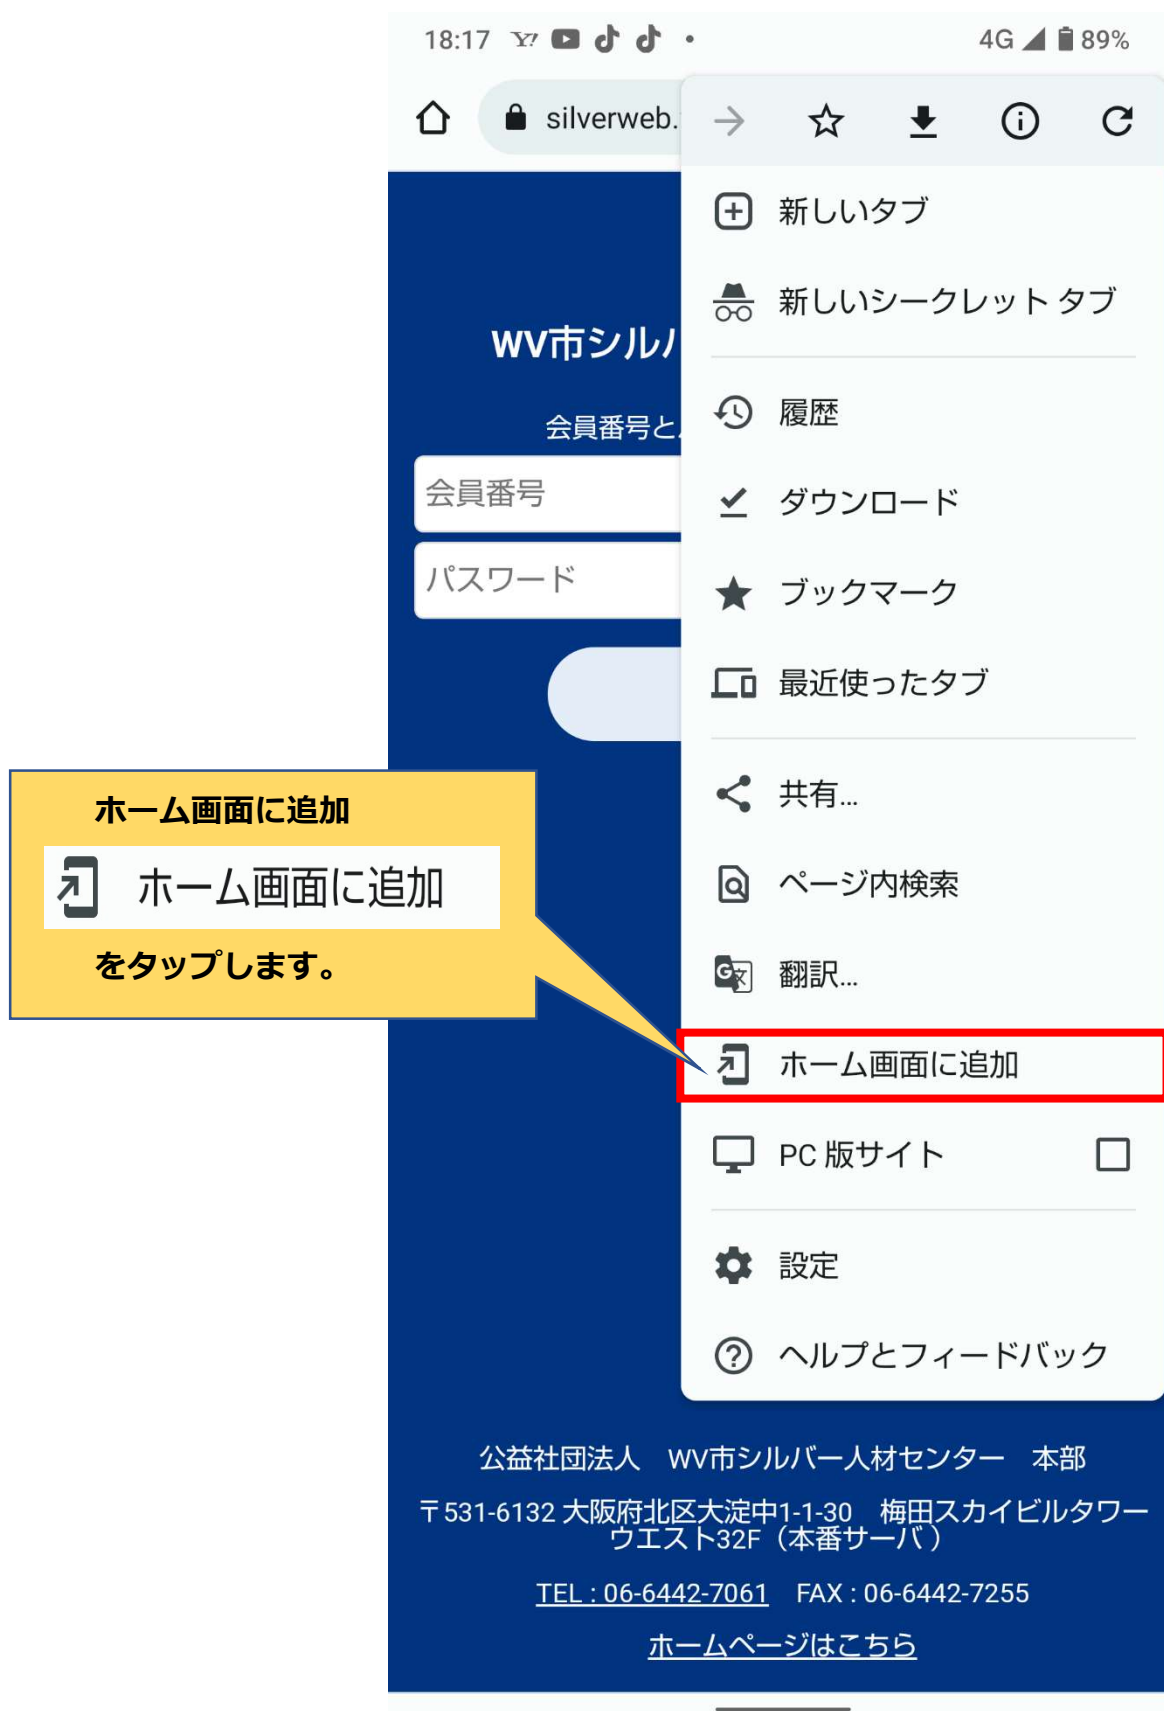 18:17
4G 89%
silverweb.
新しいタブ
新しいシークレット タブ
WV市シルバ
履歴
会員番号と
会員番号
ダウンロード
パスワード
ブックマーク
最近使ったタブ
共有...
ホーム画面に追加
ホーム画面に追加
をタップします。
ページ内検索
翻訳...
ホーム画面に追加
PC 版サイト
設定
ヘルプとフィードバック
公益社団法人　WV市シルバー人材センター　本部
〒531-6132 大阪府北区大淀中1-1-30　梅田スカイビルタワー
ウエスト32F（本番サーバ ）
TEL : 06-6442-7061　FAX : 06-6442-7255
ホームページはこちら